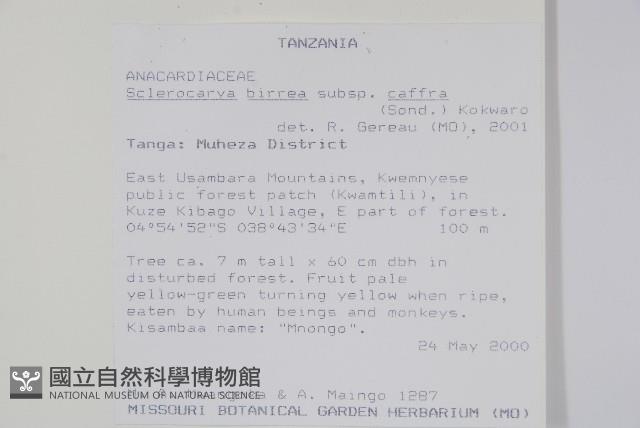 TANZANIA
ANACARDIACEAE
Sclerocarva birrea subsp. caffra
(Sond.) Kokwaro
det. R. Gereau (MO), 2001
Tanga: Muheza District
East Usambara Mountains, Kwemnyese
public forest patch (Kwamtili), in
Kuze Kibago Village, E part of forest.
04°54'52"S 038°43'34"E 100 m
Tree ca. 7 m tall x 60 cm dbh in
disturbed forest. Fruit pale
yellow-green turning yellow when ripe,
eaten by human beings and monkeys.
Kisambaa name: "Mnongo".
24 May 2000
& A. Maingo 1287
MISSOURI BOTANICAL GARDEN HERBARIUM (MO)
國立自然科學博物館
NATIONAL MUSEUM OF NATURAL SCIENCE